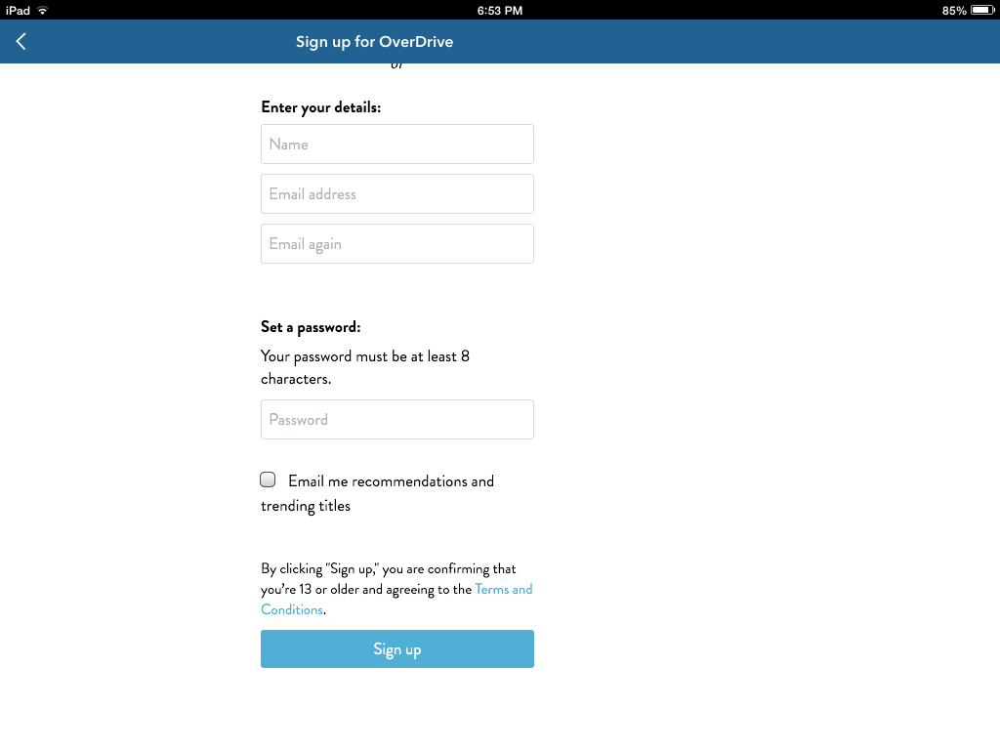 iPad 6:53 PM 85%
Sign up for OverDrive
or
Enter your details:
Name
Email address
Email again
Set a password:
Your password must be at least 8
characters.
Password
Email me recommendations and
trending titles
By clicking "Sign up," you are confirming that
you're 13 or older and agreeing to the Terms and
Conditions.
Sign up